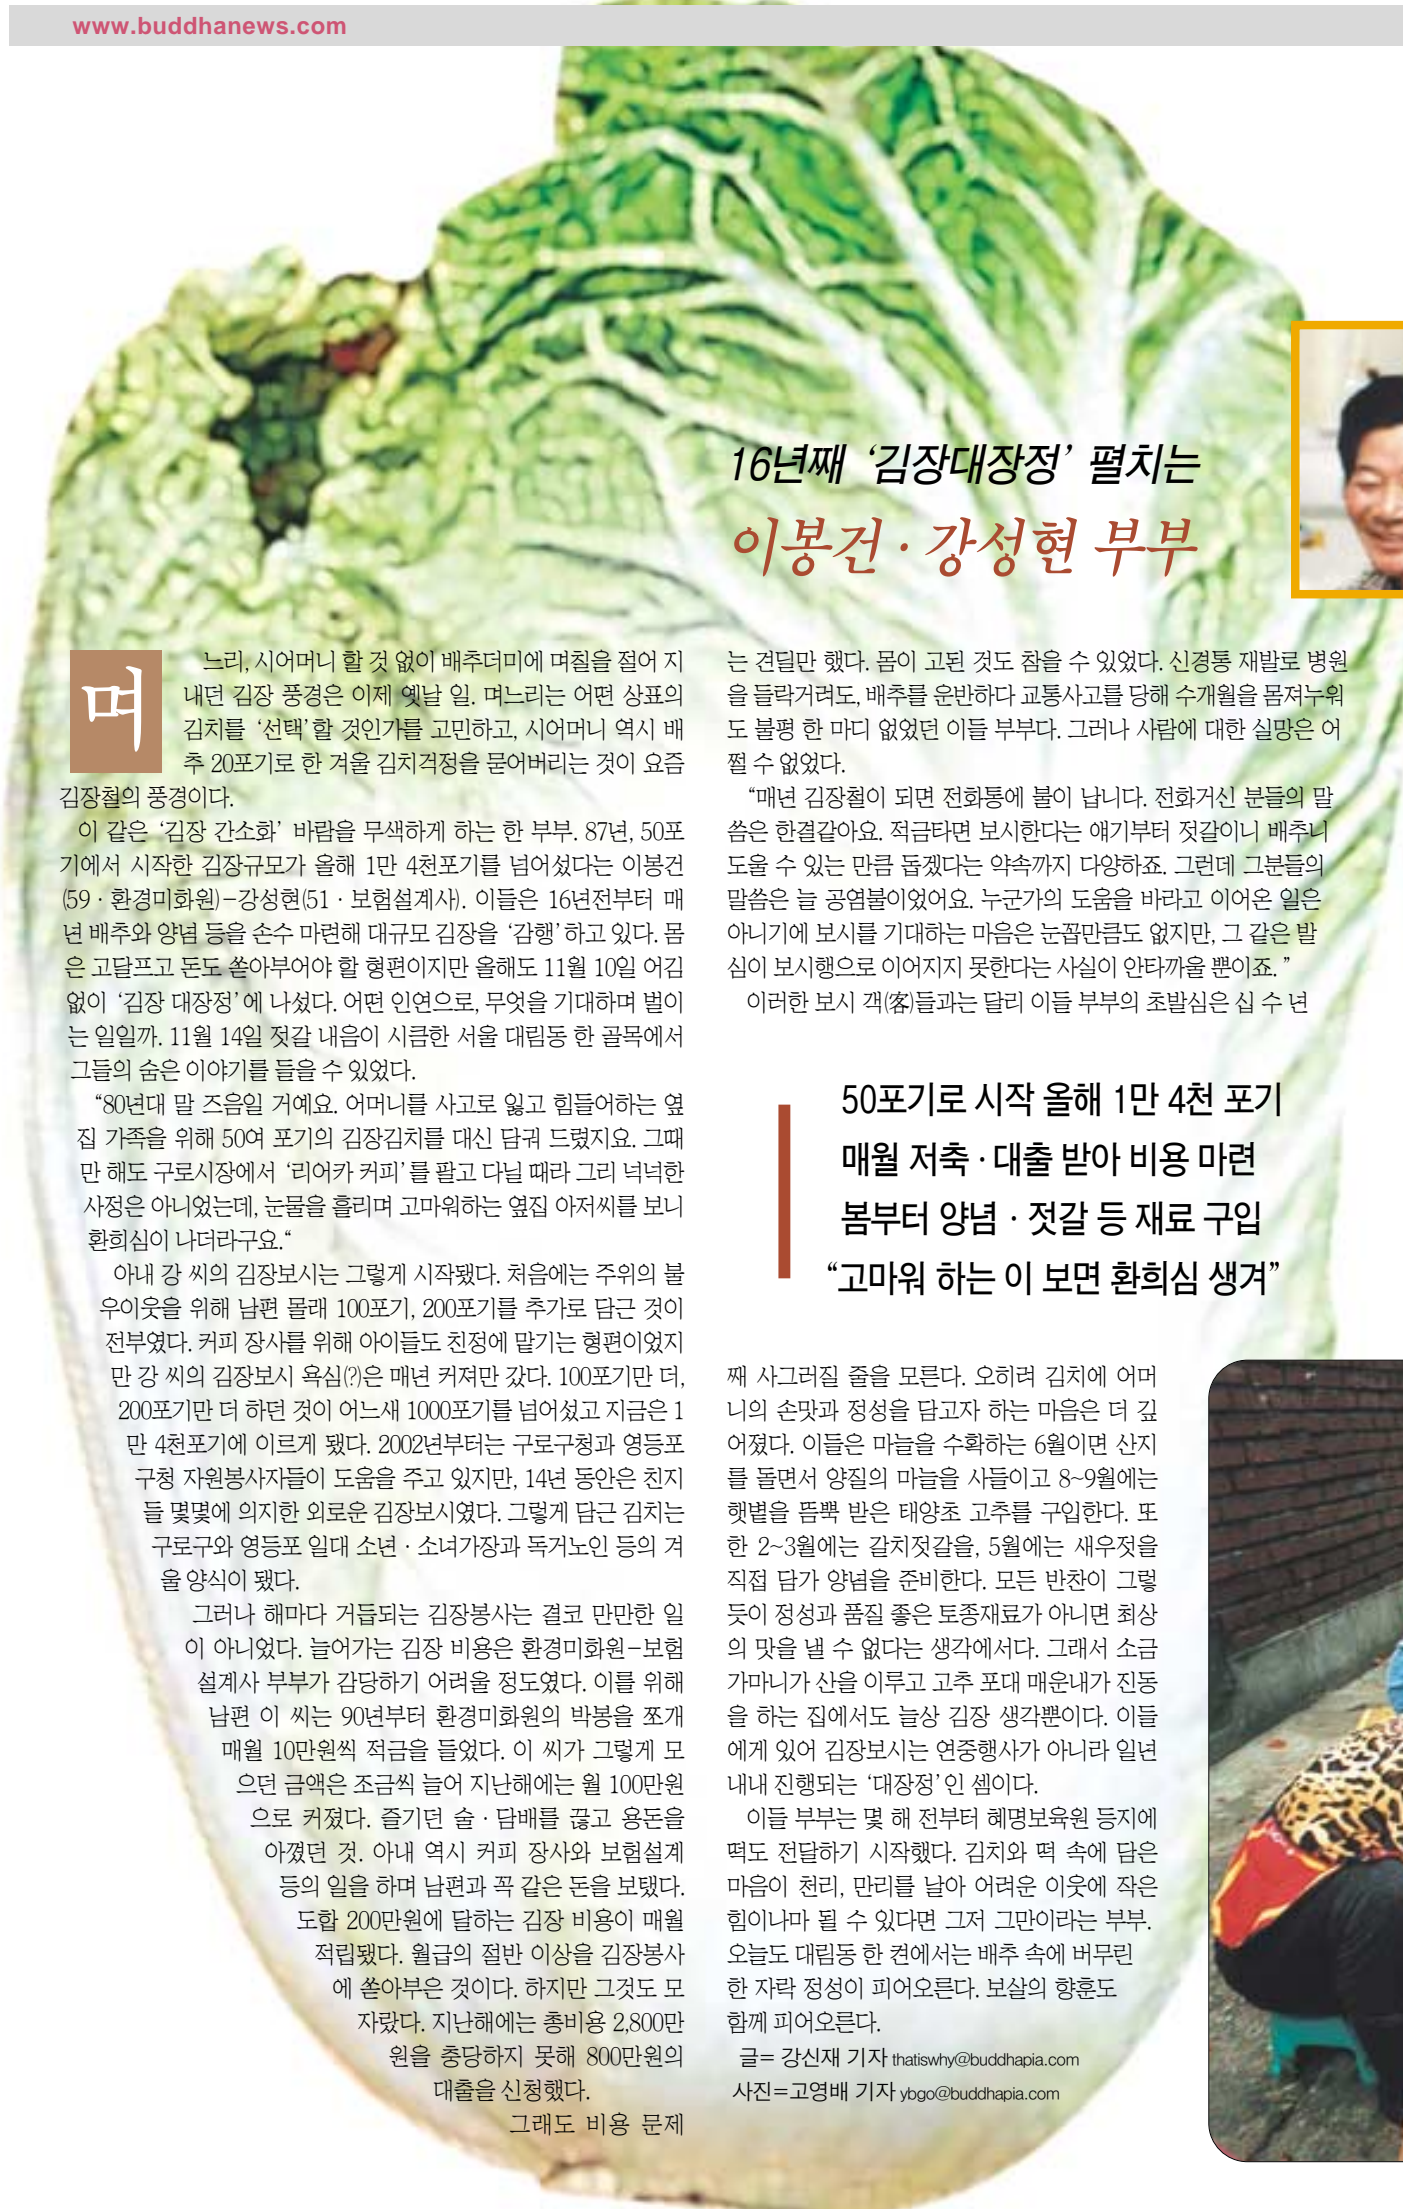 www.buddhanews.com
16년째 ‘김장대장정’ 펼치는
이봉건 · 강성현 부부
며
느리, 시어머니 할 것 없이 배추더미에 며칠을 절어 지
내던 김장 풍경은 이제 옛날 일. 며느리는 어떤 상표의
김치를 ‘선택’할 것인가를 고민하고, 시어머니 역시 배
추 20포기로 한 겨울 김치걱정을 묻어버리는 것이 요즘
김장철의 풍경이다.
이 같은 ‘김장 간소화’ 바람을 무색하게 하는 한 부부. 87년, 50포
기에서 시작한 김장규모가 올해 1만 4천포기를 넘어섰다는 이봉건
(59 · 환경미화원)-강성현(51 · 보험설계사). 이들은 16년전부터 매
년 배추와 양념 등을 손수 마련해 대규모 김장을 ‘감행’하고 있다. 몸
은 고달프고 돈도 쏟아부어야 할 형편이지만 올해도 11월 10일 어김
없이 ‘김장 대장정’에 나섰다. 어떤 인연으로, 무엇을 기대하며 벌이
는 일일까. 11월 14일 젓갈 내음이 시큼한 서울 대림동 한 골목에서
그들의 숨은 이야기를 들을 수 있었다.
“80년대 말 즈음일 거예요. 어머니를 사고로 잃고 힘들어하는 옆
집 가족을 위해 50여 포기의 김장김치를 대신 담궈 드렸지요. 그때
만 해도 구로시장에서 ‘리어카 커피’를 팔고 다닐 때라 그리 넉넉한
사정은 아니었는데, 눈물을 흘리며 고마워하는 옆집 아저씨를 보니
환희심이 나더라구요.“
아내 강 씨의 김장보시는 그렇게 시작됐다. 처음에는 주위의 불
우이웃을 위해 남편 몰래 100포기, 200포기를 추가로 담근 것이
전부였다. 커피 장사를 위해 아이들도 친정에 맡기는 형편이었지
만 강 씨의 김장보시 욕심(?)은 매년 커져만 갔다. 100포기만 더,
200포기만 더 하던 것이 어느새 1000포기를 넘어섰고 지금은 1
만 4천포기에 이르게 됐다. 2002년부터는 구로구청과 영등포
구청 자원봉사자들이 도움을 주고 있지만, 14년 동안은 친지
들 몇몇에 의지한 외로운 김장보시였다. 그렇게 담근 김치는
구로구와 영등포 일대 소년 · 소녀가장과 독거노인 등의 겨
울 양식이 됐다.
그러나 해마다 거듭되는 김장봉사는 결코 만만한 일
이 아니었다. 늘어가는 김장 비용은 환경미화원-보험
설계사 부부가 감당하기 어려울 정도였다. 이를 위해
남편 이 씨는 90년부터 환경미화원의 박봉을 쪼개
매월 10만원씩 적금을 들었다. 이 씨가 그렇게 모
으던 금액은 조금씩 늘어 지난해에는 월 100만원
으로 커졌다. 즐기던 술 · 담배를 끊고 용돈을
아꼈던 것. 아내 역시 커피 장사와 보험설계
등의 일을 하며 남편과 꼭 같은 돈을 보탰다.
도합 200만원에 달하는 김장 비용이 매월
적립됐다. 월급의 절반 이상을 김장봉사
에 쏟아부은 것이다. 하지만 그것도 모
자랐다. 지난해에는 총비용 2,800만
원을 충당하지 못해 800만원의
대출을 신청했다.
그래도 비용 문제
는 견딜만 했다. 몸이 고된 것도 참을 수 있었다. 신경통 재발로 병원
을 들락거려도, 배추를 운반하다 교통사고를 당해 수개월을 몸져누워
도 불평 한 마디 없었던 이들 부부다. 그러나 사람에 대한 실망은 어
쩔 수 없었다.
“매년 김장철이 되면 전화통에 불이 납니다. 전화거신 분들의 말
씀은 한결같아요. 적금타면 보시한다는 얘기부터 젓갈이니 배추니
도울 수 있는 만큼 돕겠다는 약속까지 다양하죠. 그런데 그분들의
말씀은 늘 공염불이었어요. 누군가의 도움을 바라고 이어온 일은
아니기에 보시를 기대하는 마음은 눈꼽만큼도 없지만, 그 같은 발
심이 보시행으로 이어지지 못한다는 사실이 안타까울 뿐이죠. ”
이러한 보시 객(客)들과는 달리 이들 부부의 초발심은 십 수 년
50포기로 시작 올해 1만 4천 포기
매월 저축 · 대출 받아 비용 마련
봄부터 양념 · 젓갈 등 재료 구입
“고마워 하는 이 보면 환희심 생겨”
째 사그러질 줄을 모른다. 오히려 김치에 어머
니의 손맛과 정성을 담고자 하는 마음은 더 깊
어졌다. 이들은 마늘을 수확하는 6월이면 산지
를 돌면서 양질의 마늘을 사들이고 8~9월에는
햇볕을 듬뿍 받은 태양초 고추를 구입한다. 또
한 2~3월에는 갈치젓갈을, 5월에는 새우젓을
직접 담가 양념을 준비한다. 모든 반찬이 그렇
듯이 정성과 품질 좋은 토종재료가 아니면 최상
의 맛을 낼 수 없다는 생각에서다. 그래서 소금
가마니가 산을 이루고 고추 포대 매운내가 진동
을 하는 집에서도 늘상 김장 생각뿐이다. 이들
에게 있어 김장보시는 연중행사가 아니라 일년
내내 진행되는 ‘대장정’인 셈이다.
이들 부부는 몇 해 전부터 혜명보육원 등지에
떡도 전달하기 시작했다. 김치와 떡 속에 담은
마음이 천리, 만리를 날아 어려운 이웃에 작은
힘이나마 될 수 있다면 그저 그만이라는 부부.
오늘도 대림동 한 켠에서는 배추 속에 버무린
한 자락 정성이 피어오른다. 보살의 향훈도
함께 피어오른다.
글= 강신재 기자 thatiswhy@buddhapia.com
사진=고영배 기자 ybgo@buddhapia.com